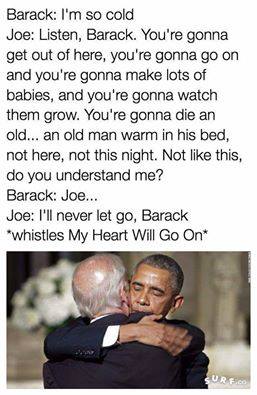 Barack: I'm so cold
Joe: Listen, Barack. You're gonna
get out of here, you're gonna go on
and you're gonna make lots of
babies, and you're gonna watch
them grow. You're gonna die an
old... an old man warm in his bed,
not here, not this night. Not like this,
do you understand me?
Barack: Joe...
Joe: I'll never let go, Barack
*whistles My Heart Will Go On*
SURF.co